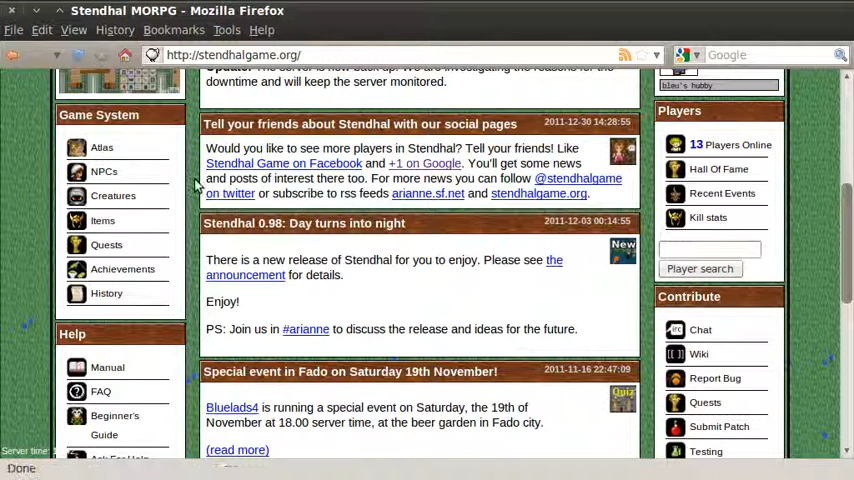 Stendhal MORPG - Mozilla Firefox
File Edit View History Bookmarks Tools Help
http://stendhalgame.org/
Google
downtime and will keep the server monitored.
bleu's hubby
Game System
Atlas
NPCs
Creatures
Items
Quests
Achievements
History
Help
Manual
FAQ
Beginner's
Guide
Server time:
Tell your friends about Stendhal with our social pages 2011-12-30 14:28:55
Would you like to see more players in Stendhal? Tell your friends! Like
Stendhal Game on Facebook and +1 on Google. You'll get some news
and posts of interest there too. For more news you can follow @stendhalgame
on twitter or subscribe to rss feeds arianne.sf.net and stendhalgame.org.
Stendhal 0.98: Day turns into night 2011-12-03 00:14:55
New
There is a new release of Stendhal for you to enjoy. Please see the
announcement for details.
Enjoy!
PS: Join us in #arianne to discuss the release and ideas for the future.
Special event in Fado on Saturday 19th November! 2011-11-16 22:47:09
Quiz
Bluelads4 is running a special event on Saturday, the 19th of
November at 18.00 server time, at the beer garden in Fado city.
(read more)
Players
13 Players Online
Hall Of Fame
Recent Events
Kill stats
Player search
Contribute
irc Chat
[[ ]] Wiki
Report Bug
Quests
Submit Patch
Testing
Done